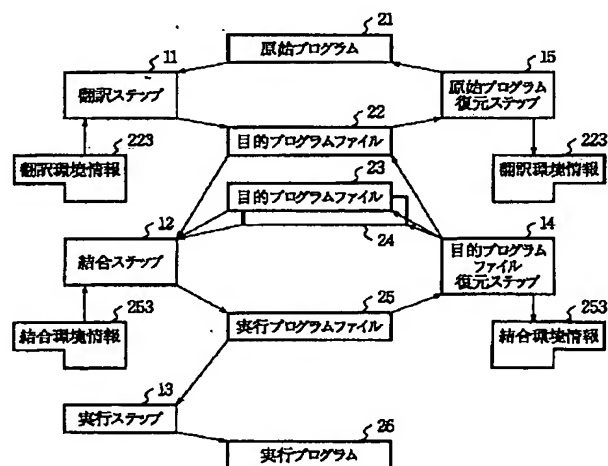 21
原始プログラム
11
翻訳ステップ
15
原始プログラム
復元ステップ
22
目的プログラムファイル
223
翻訳環境情報
223
翻訳環境情報
23
目的プログラムファイル
24
12
結合ステップ
14
目的プログラム
ファイル
復元ステップ
25
実行プログラムファイル
253
結合環境情報
253
結合環境情報
13
実行ステップ
26
実行プログラム